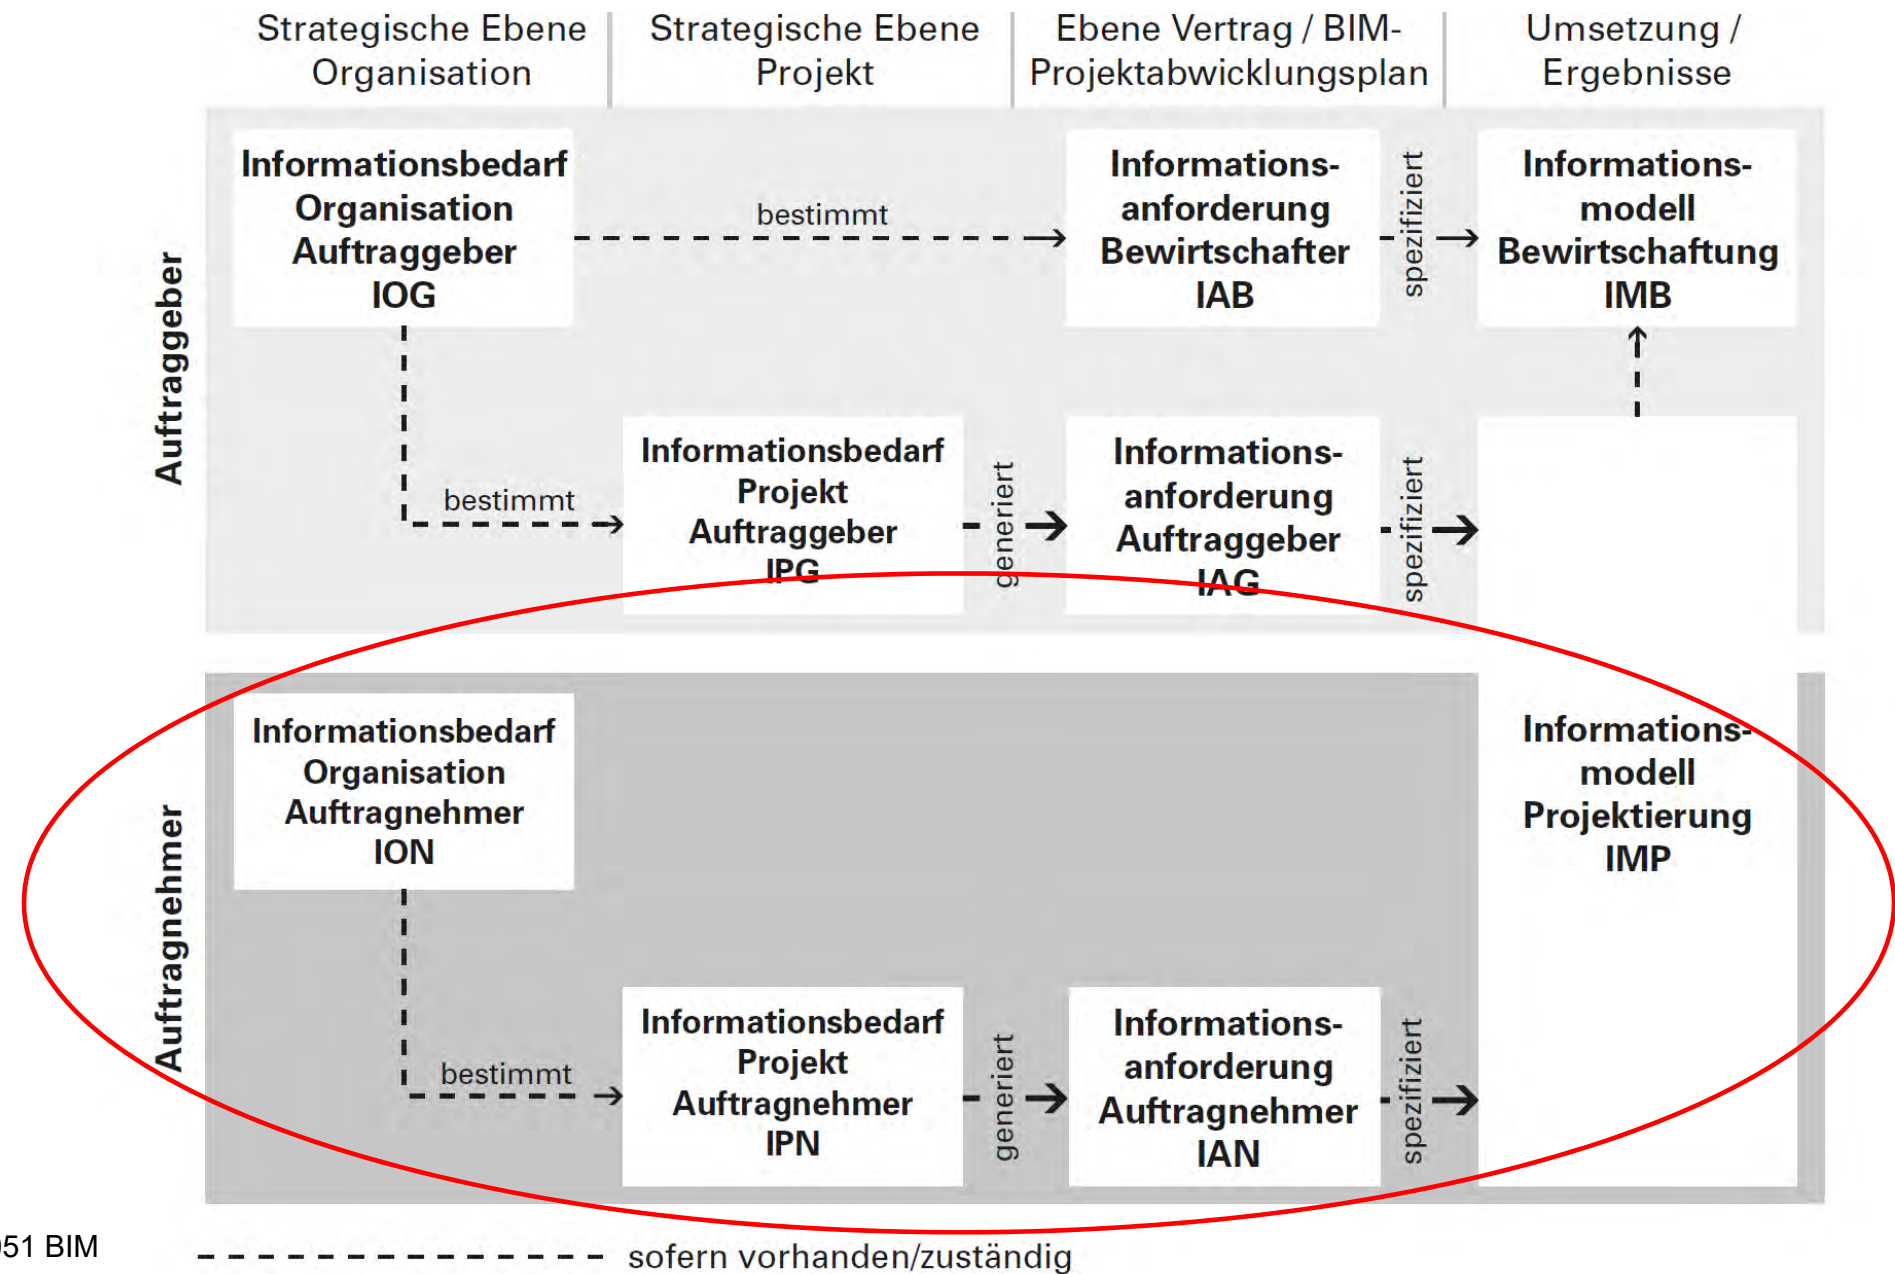 Strategische Ebene
Organisation
Strategische Ebene
Projekt
Ebene Vertrag / BIM-
Projektabwicklungsplan
Umsetzung /
Ergebnisse
Auftraggeber
Informationsbedarf
Organisation
Auftraggeber
IOG
bestimmt
Informations-
anforderung
Bewirtschafter
IAB
spezifiziert
Informations-
modell
Bewirtschaftung
IMB
bestimmt
Informationsbedarf
Projekt
Auftraggeber
IPG
generiert
Informations-
anforderung
Auftraggeber
IAG
spezifiziert
Auftragnehmer
Informationsbedarf
Organisation
Auftragnehmer
ION
Informations-
modell
Projektierung
IMP
bestimmt
Informationsbedarf
Projekt
Auftragnehmer
IPN
generiert
Informations-
anforderung
Auftragnehmer
IAN
spezifiziert
051 BIM
sofern vorhanden/zuständig